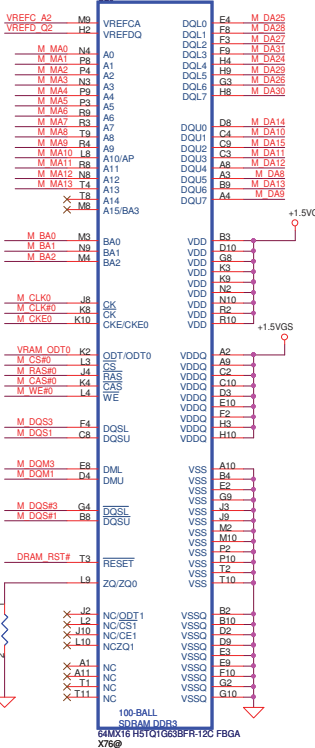 VREFC_A2 M9 VREFCA
VREFD_Q2 H2 VREFDQ
M_MA0 N4 A0
M_MA1 P8 A1
M_MA2 P4 A2
M_MA3 N3 A3
M_MA4 P9 A4
M_MA5 P3 A5
M_MA6 R9 A6
M_MA7 R3 A7
M_MA8 T9 A8
M_MA9 R4 A9
M_MA10 L8 A10/AP
M_MA11 R8 A11
M_MA12 N8 A12
M_MA13 T4 A13
T8 A14
M8 A15/BA3
M_BA0 M3 BA0
M_BA1 N9 BA1
M_BA2 M4 BA2
M_CLK0 J8 CK
M_CLK#0 K8 CK
M_CKE0 K10 CKE/CKE0
VRAM_ODT0 K2 ODT/ODT0
M_CS#0 L3 CS
M_RAS#0 J4 RAS
M_CAS#0 K4 CAS
M_WE#0 L4 WE
M_DQS3 F4 DQSL
M_DQS1 C8 DQSU
M_DQM3 E8 DML
M_DQM1 D4 DMU
M_DQS#3 G4 DQSL
M_DQS#1 B8 DQSU
DRAM_RST# T3 RESET
L9 ZQ/ZQ0
J2 NC/ODT1
L2 NC/CS1
J10 NC/CE1
L10 NCZQ1
A1 NC
A11 NC
T1 NC
T11 NC
DQL0 E4 M_DA25
DQL1 F8 M_DA28
DQL2 F3 M_DA27
DQL3 F9 M_DA31
DQL4 H4 M_DA24
DQL5 H9 M_DA29
DQL6 G3 M_DA26
DQL7 H8 M_DA30
DQU0 D8 M_DA14
DQU1 C4 M_DA10
DQU2 C9 M_DA15
DQU3 C3 M_DA11
DQU4 A8 M_DA12
DQU5 A3 M_DA8
DQU6 B9 M_DA13
DQU7 A4 M_DA9
+1.5VG
VDD B3
VDD D10
VDD G8
VDD K3
VDD K9
VDD N2
VDD N10
VDD R2
VDD R10
+1.5VGS
VDDQ A2
VDDQ A9
VDDQ C2
VDDQ C10
VDDQ D3
VDDQ E10
VDDQ F2
VDDQ H3
VDDQ H10
VSS A10
VSS B4
VSS E2
VSS G9
VSS J3
VSS J9
VSS M2
VSS M10
VSS P2
VSS P10
VSS T2
VSS T10
VSSQ B2
VSSQ B10
VSSQ D2
VSSQ D9
VSSQ E3
VSSQ E9
VSSQ F10
VSSQ G2
VSSQ G10
100-BALL
SDRAM DDR3
64MX16 H5TQ1G63BFR-12C FBGA
X76@